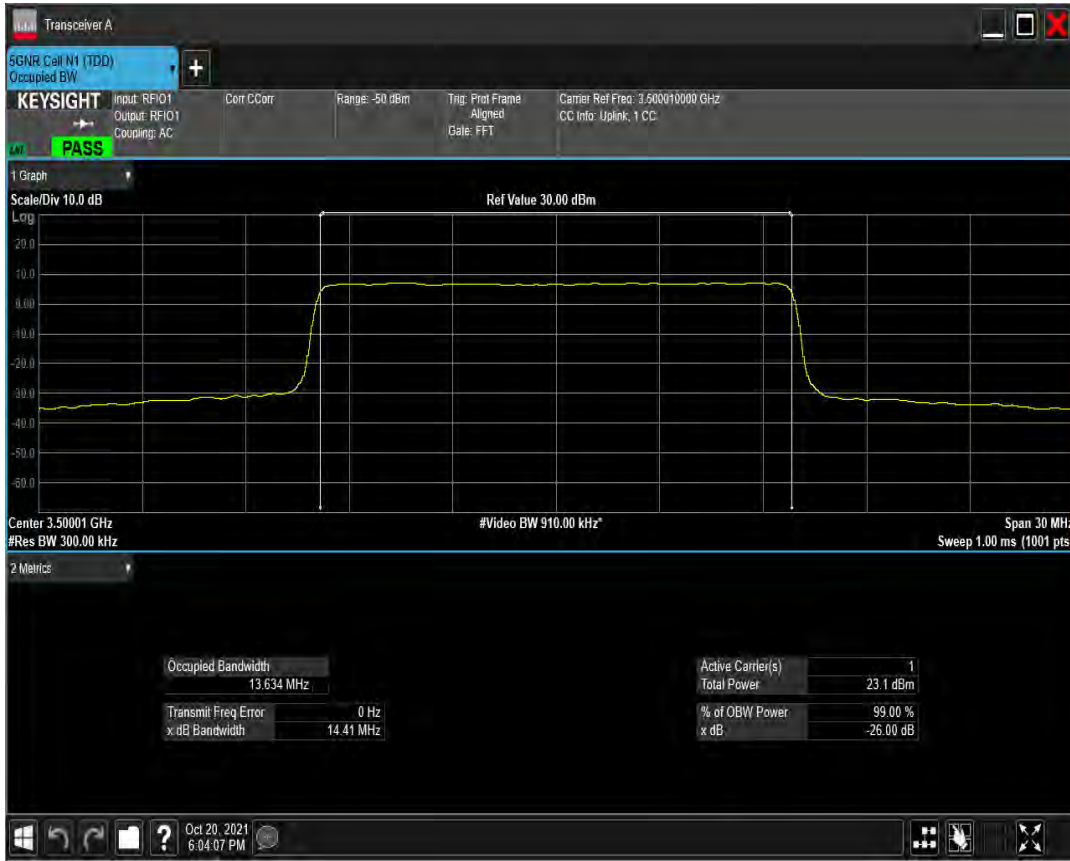 Transceiver A
5GNR Cell N1 (TDD)
Occupied BW
+
KEYSIGHT
Input: RFIO1
Output: RFIO1
Coupling: AC
Corr CCorr
Range: -50 dBm
Trig: Prot Frame
Aligned
Gate: FFT
Carrier Ref Freq: 3.500010000 GHz
CC Info: Uplink, 1 CC
PASS
1 Graph
Scale/Div 10.0 dB
Ref Value 30.00 dBm
Log
20.0
10.0
0.00
-10.0
-20.0
-30.0
-40.0
-50.0
-60.0
Center 3.50001 GHz
#Video BW 910.00 kHz*
Span 30 MHz
#Res BW 300.00 kHz
Sweep 1.00 ms (1001 pts
2 Metrics
Occupied Bandwidth
13.634 MHz
Transmit Freq Error 0 Hz
x dB Bandwidth 14.41 MHz
Active Carrier(s) 1
Total Power 23.1 dBm
% of OBW Power 99.00 %
x dB -26.00 dB
?
Oct 20, 2021
6:04:07 PM